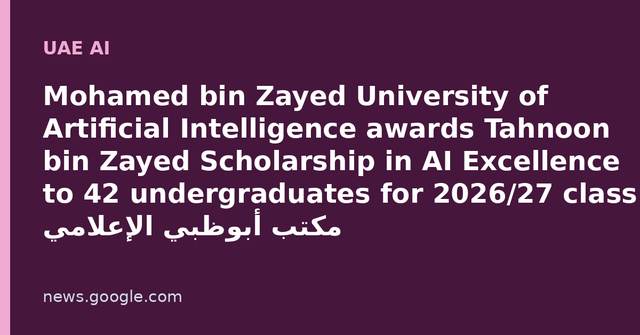 UAE AI
Mohamed bin Zayed University of
Artificial Intelligence awards Tahnoon
bin Zayed Scholarship in AI Excellence
to 42 undergraduates for 2026/27 class
مكتب أبوظبي الإعلامي
news.google.com